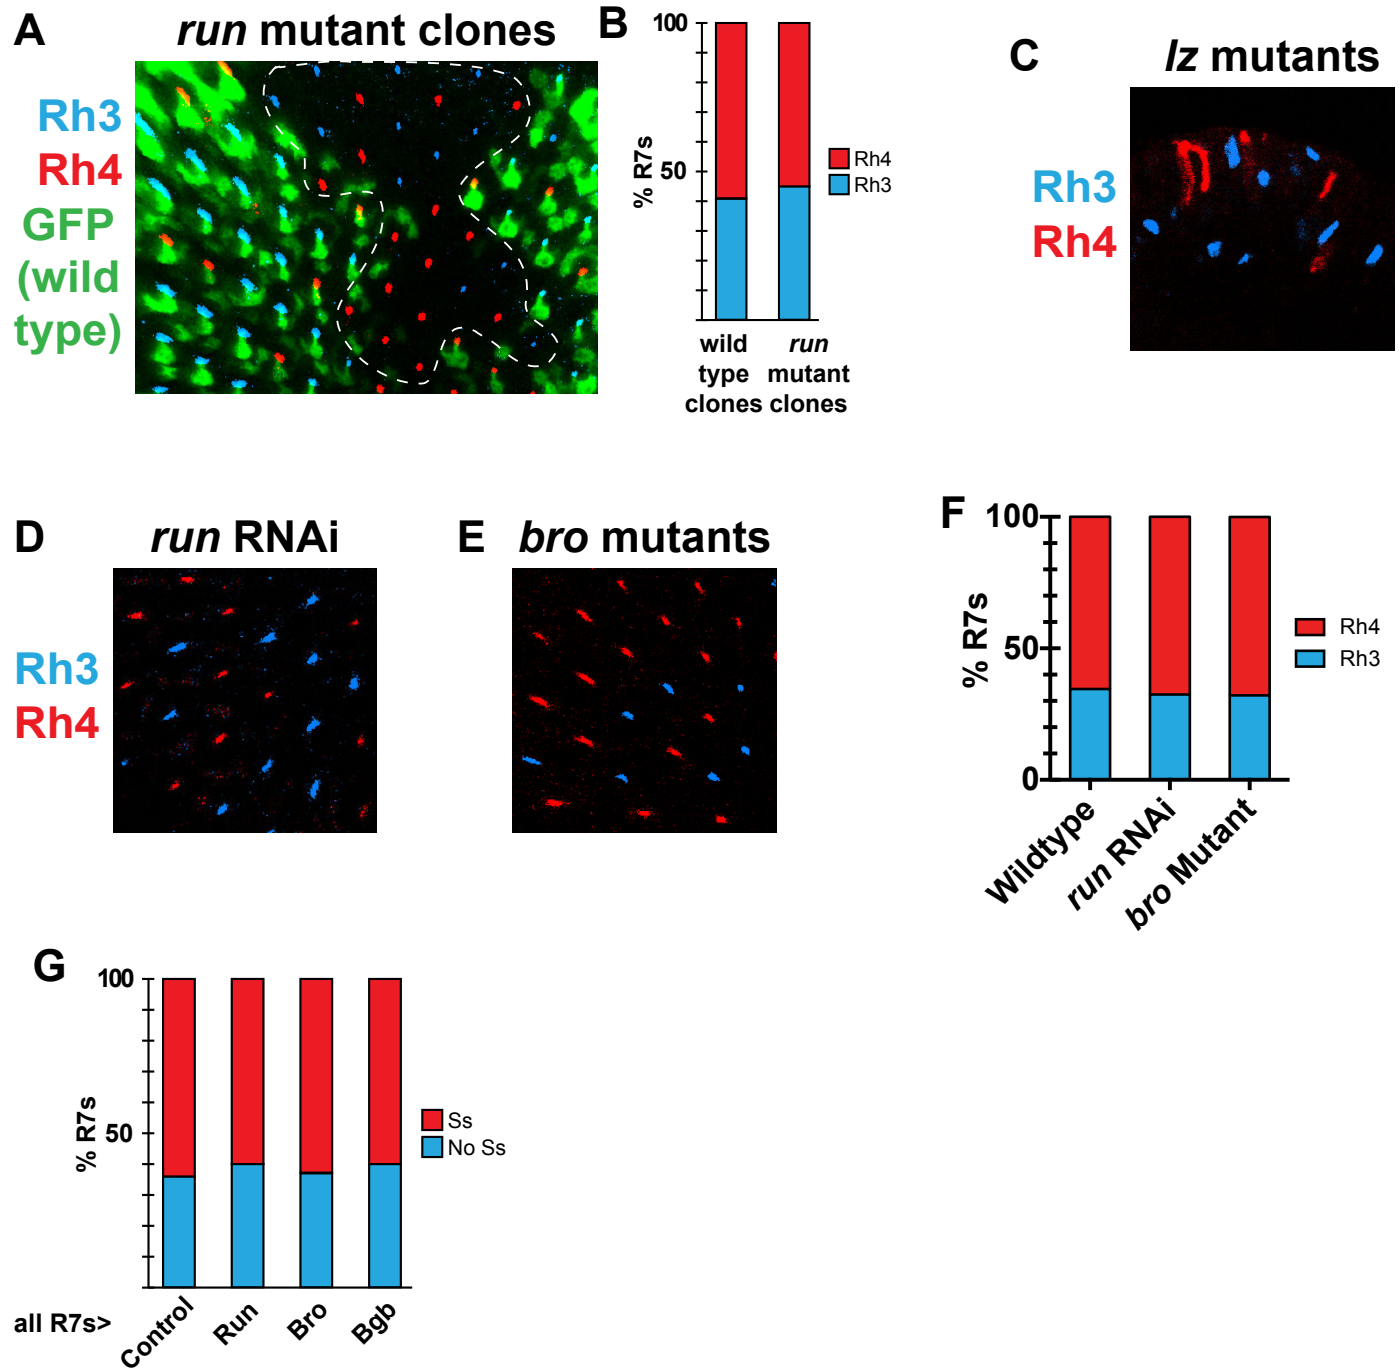 A
run mutant clones
Rh3
Rh4
GFP
(wild
type)
B
100
50
% R7s
Rh4
Rh3
wild
type
clones
run
mutant
clones
C
lz mutants
Rh3
Rh4
D
run RNAi
Rh3
Rh4
E
bro mutants
F
100
50
0
% R7s
Rh4
Rh3
Wildtype
run RNAi
bro Mutant
G
100
50
% R7s
Ss
No Ss
all R7s>
Control
Run
Bro
Bgb